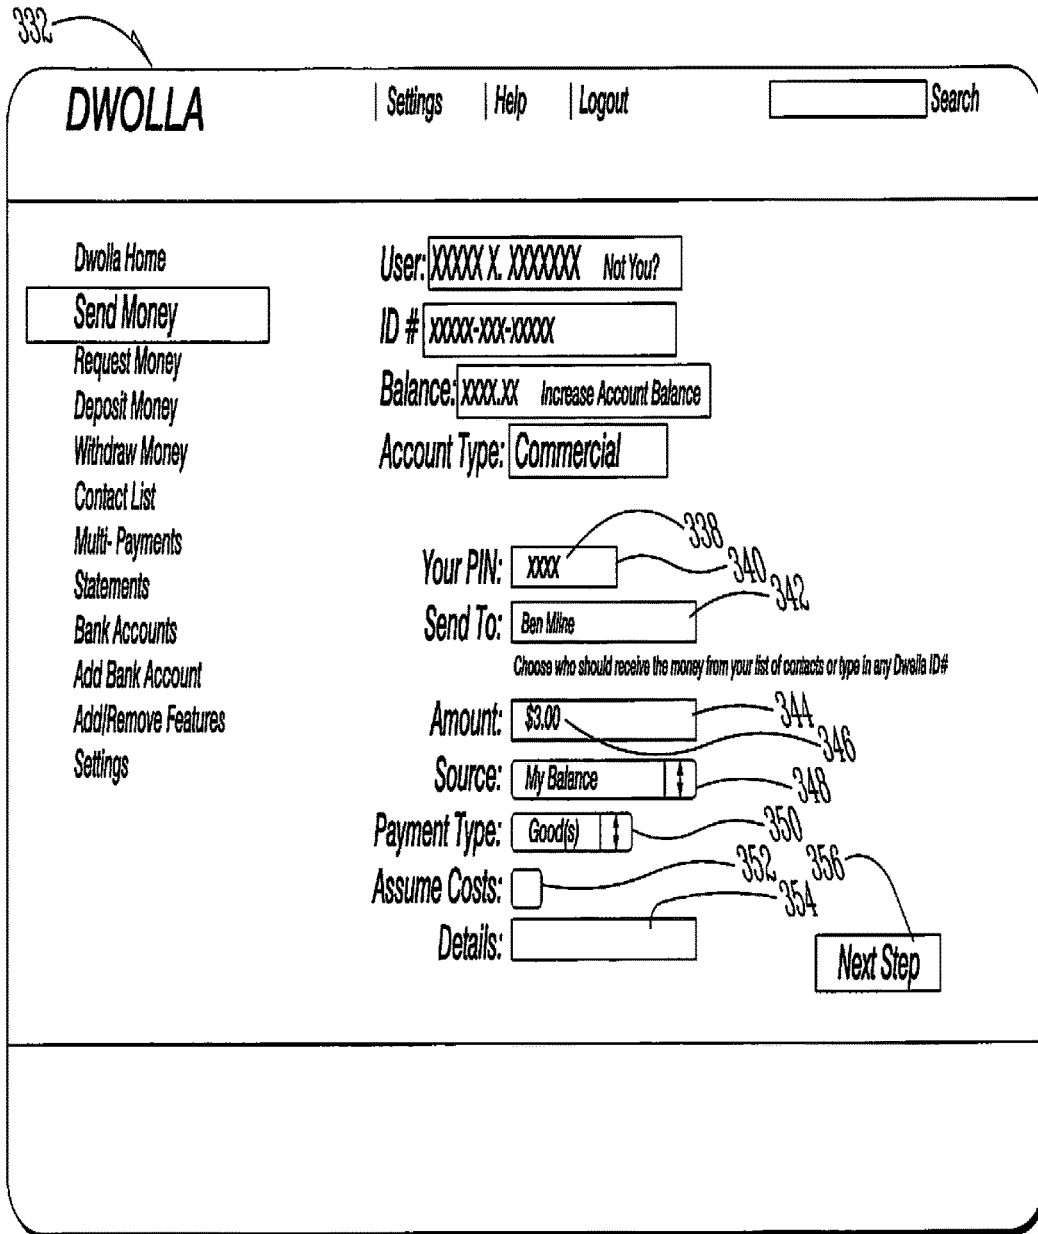 332
DWOLLA | Settings | Help | Logout Search
Dwolla Home
Send Money
Request Money
Deposit Money
Withdraw Money
Contact List
Multi- Payments
Statements
Bank Accounts
Add Bank Account
Add/Remove Features
Settings
User: XXXXX X. XXXXXXX Not You?
ID # xxxxx-xxx-xxxxx
Balance: xxxx.xx Increase Account Balance
Account Type: Commercial
Your PIN: xxxx 338
340
Send To: Ben Milne 342
Choose who should receive the money from your list of contacts or type in any Dwolla ID#
Amount: $3.00 344
346
Source: My Balance 348
Payment Type: Good(s) 350
Assume Costs: 352 356
Details: 354
Next Step